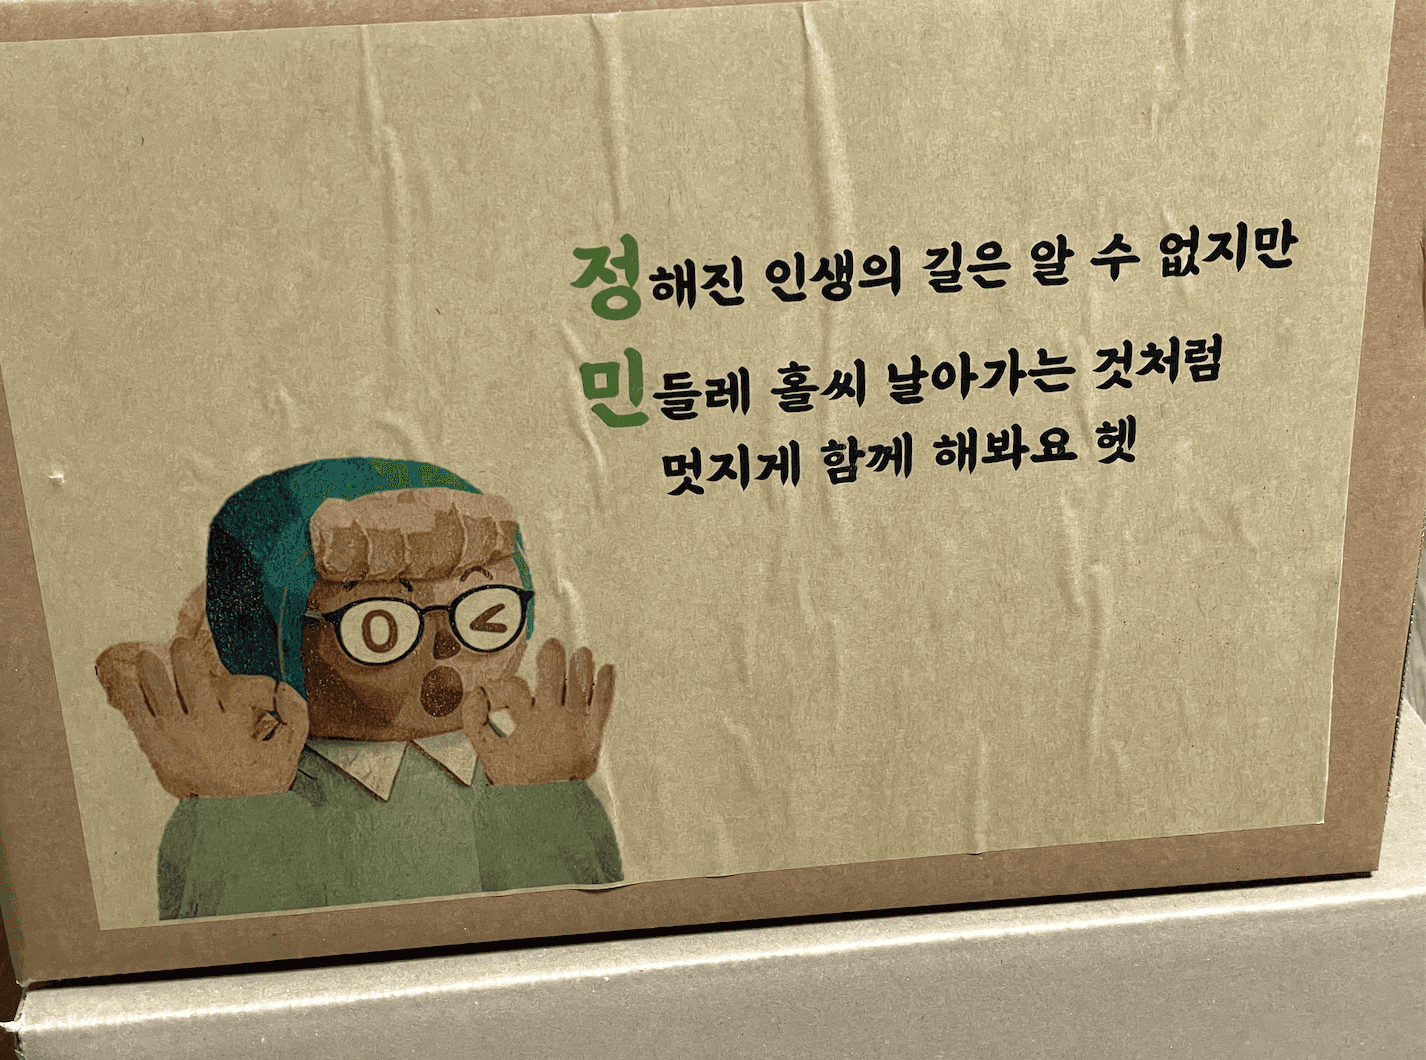 정해진 인생의 길은 알 수 없지만
민들레 홀씨 날아가는 것처럼
멋지게 함께 해봐요 헷